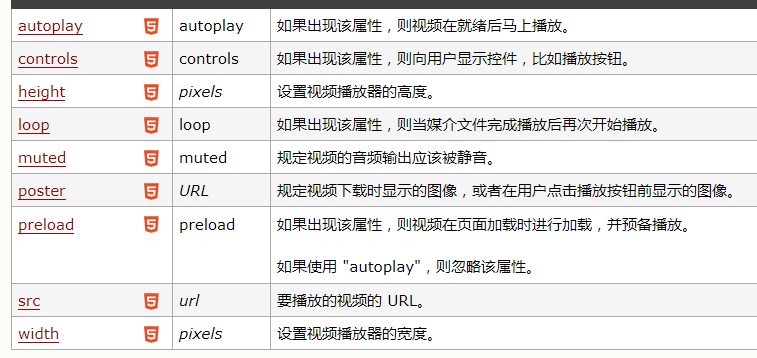 autoplay 5 autoplay 如果出现该属性，则视频在就绪后马上播放。
controls 5 controls 如果出现该属性，则向用户显示控件，比如播放按钮。
height 5 pixels 设置视频播放器的高度。
loop 5 loop 如果出现该属性，则当媒介文件完成播放后再次开始播放。
muted 5 muted 规定视频的音频输出应该被静音。
poster 5 URL 规定视频下载时显示的图像，或者在用户点击播放按钮前显示的图像。
preload 5 preload 如果出现该属性，则视频在页面加载时进行加载，并预备播放。
如果使用 "autoplay"，则忽略该属性。
src 5 url 要播放的视频的 URL。
width 5 pixels 设置视频播放器的宽度。